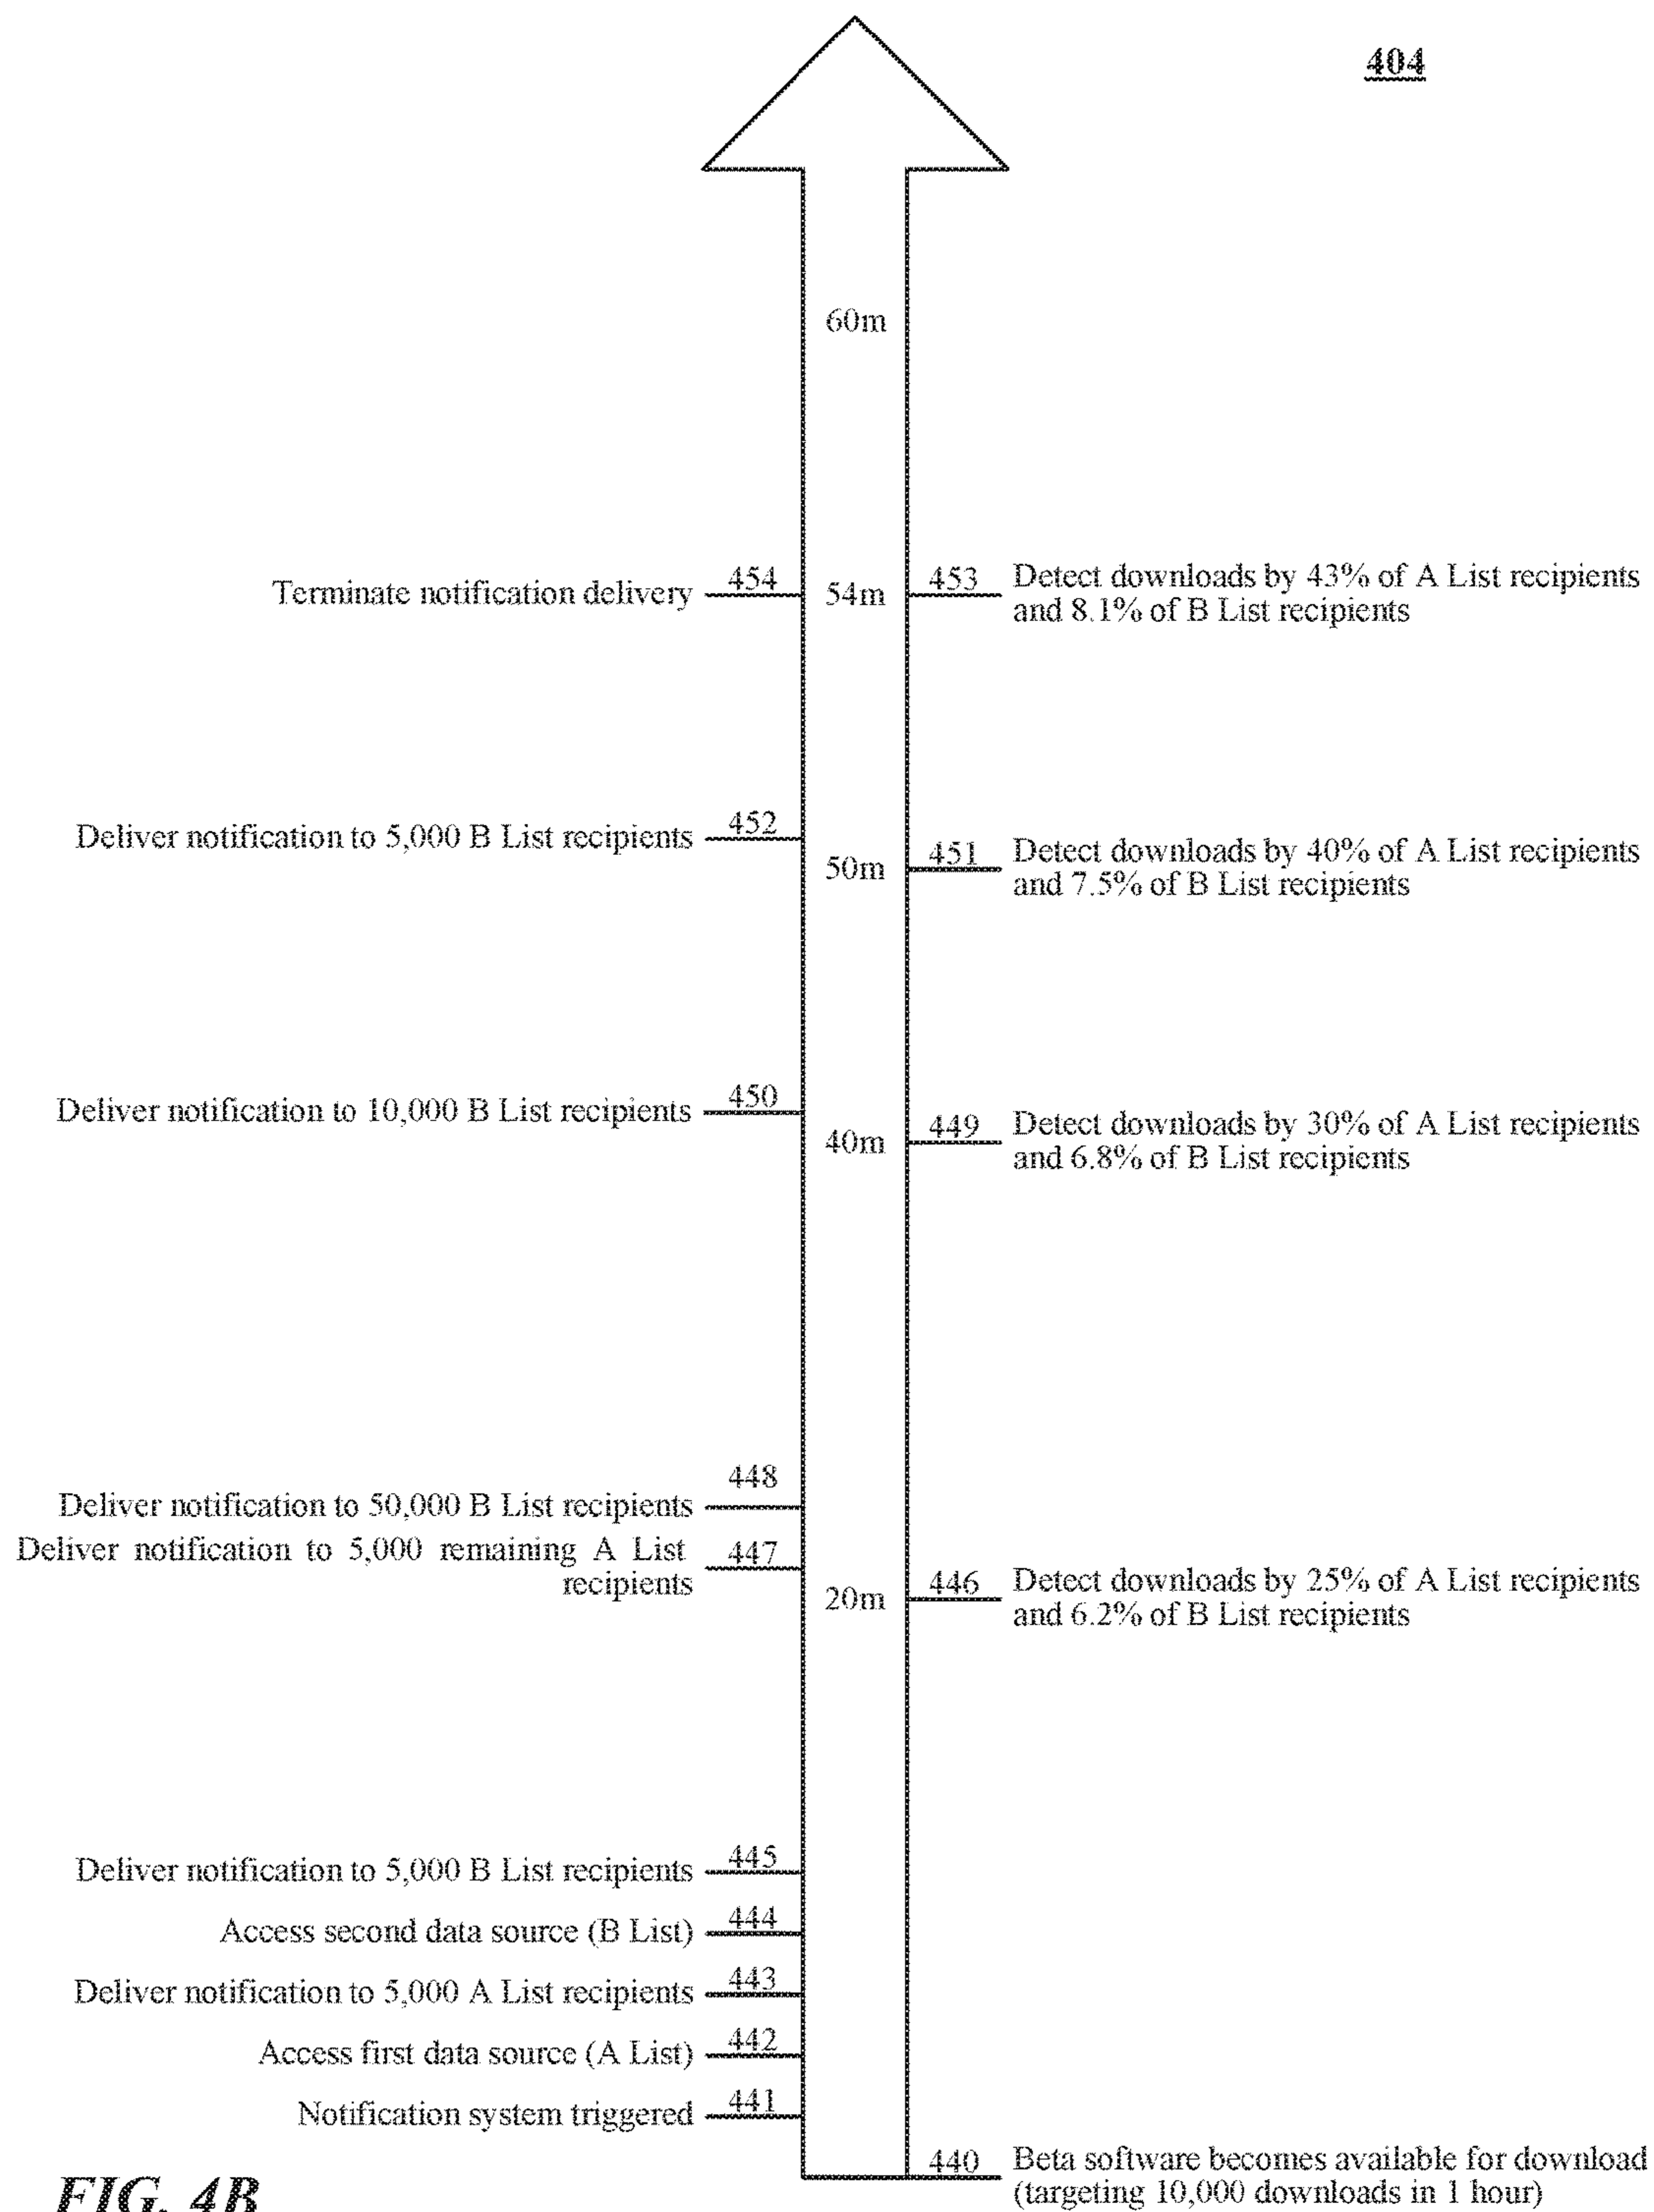 404
60m
Terminate notification delivery
454
54m
453
Detect downloads by 43% of A List recipients
and 8.1% of B List recipients
Deliver notification to 5,000 B List recipients
452
50m
451
Detect downloads by 40% of A List recipients
and 7.5% of B List recipients
Deliver notification to 10,000 B List recipients
450
40m
449
Detect downloads by 30% of A List recipients
and 6.8% of B List recipients
448
Deliver notification to 50,000 B List recipients
Deliver notification to 5,000 remaining A List
recipients
447
20m
446
Detect downloads by 25% of A List recipients
and 6.2% of B List recipients
Deliver notification to 5,000 B List recipients
445
Access second data source (B List)
444
Deliver notification to 5,000 A List recipients
443
Access first data source (A List)
442
Notification system triggered
441
440
Beta software becomes available for download
(targeting 10,000 downloads in 1 hour)
FIG. 4B